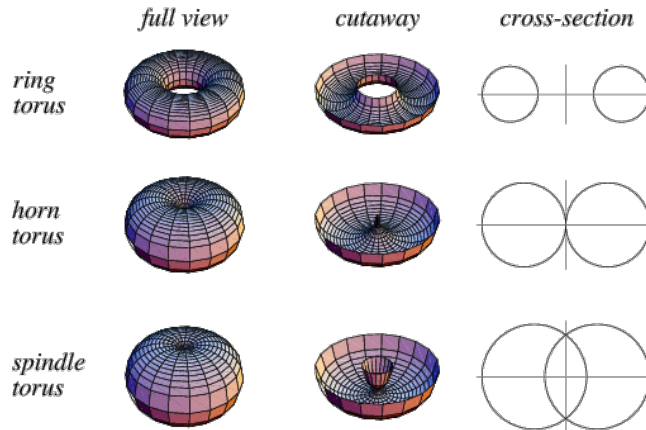 full view
cutaway
cross-section
ring
torus
horn
torus
spindle
torus